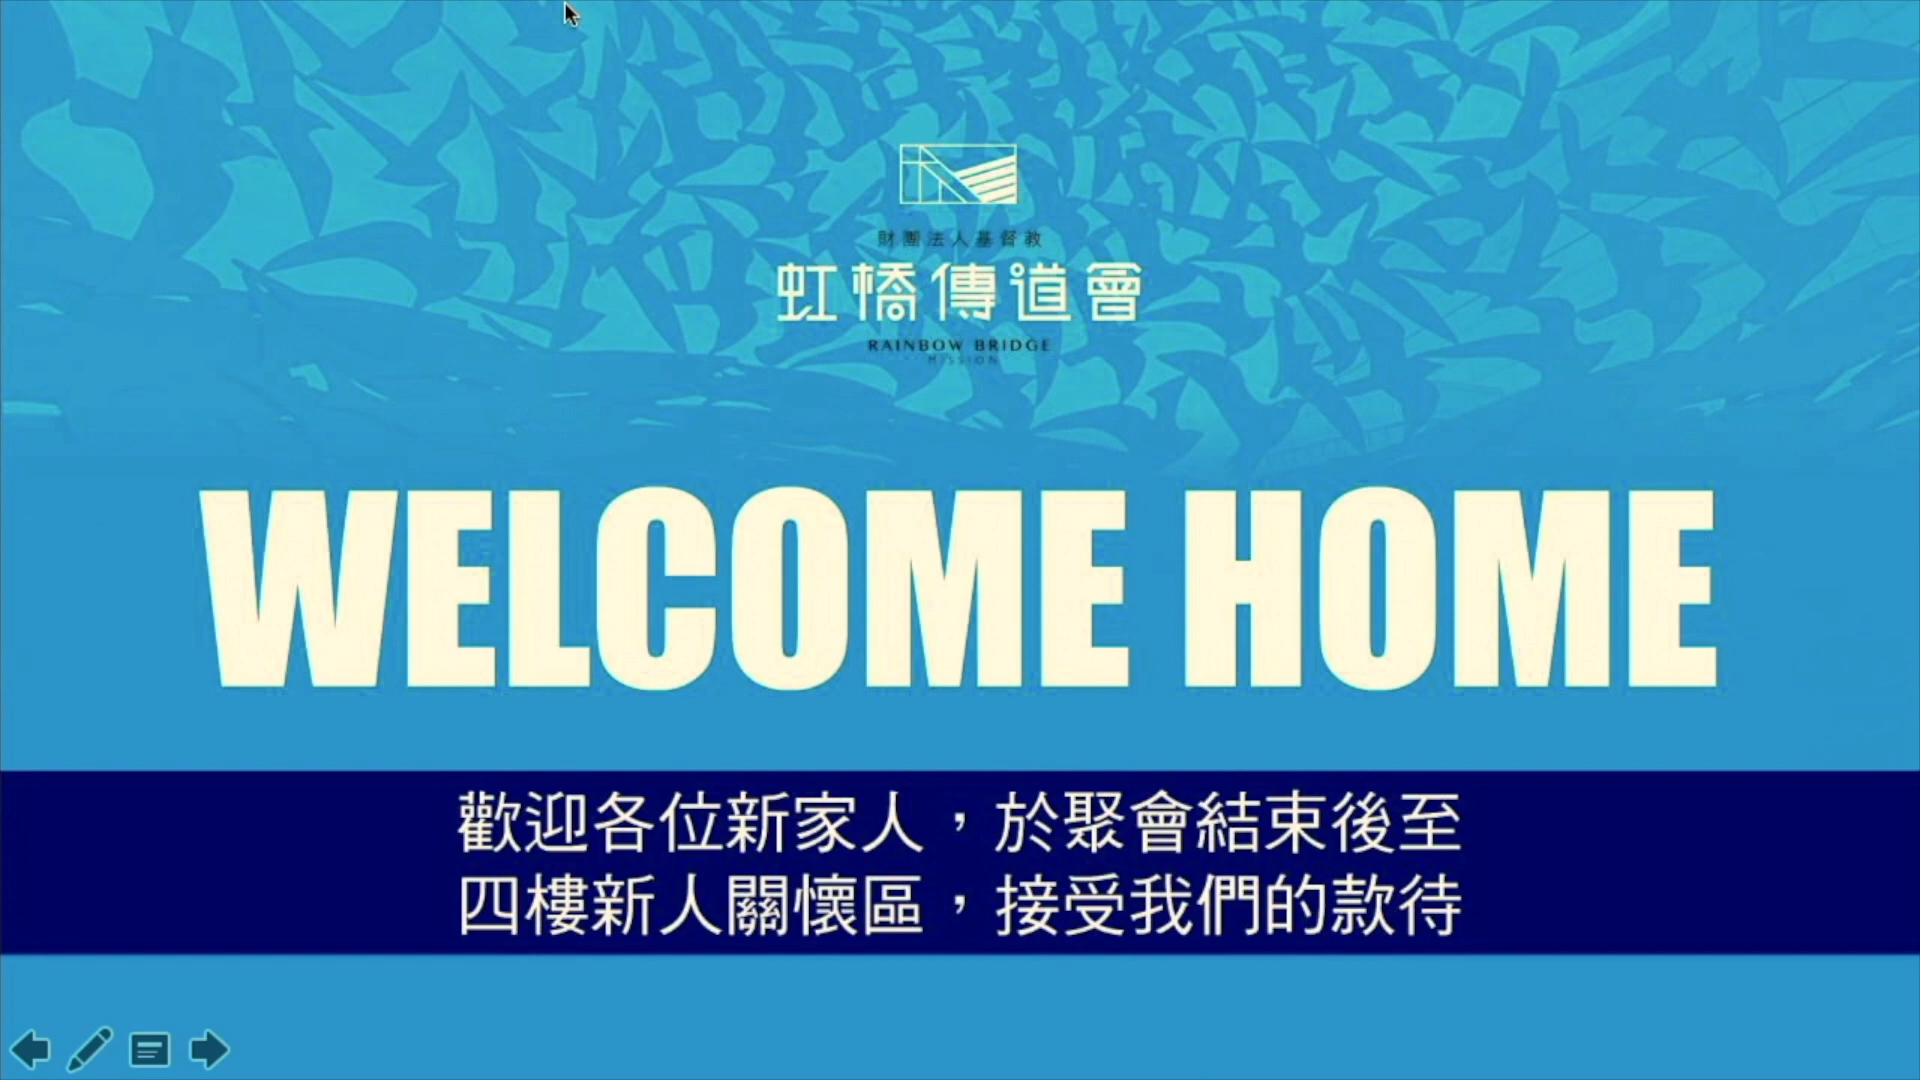 財團法人基督教
虹橋傳道會
RAINBOW BRIDGE
MISSION
WELCOME HOME
歡迎各位新家人，於聚會結束後至
四樓新人關懷區，接受我們的款待